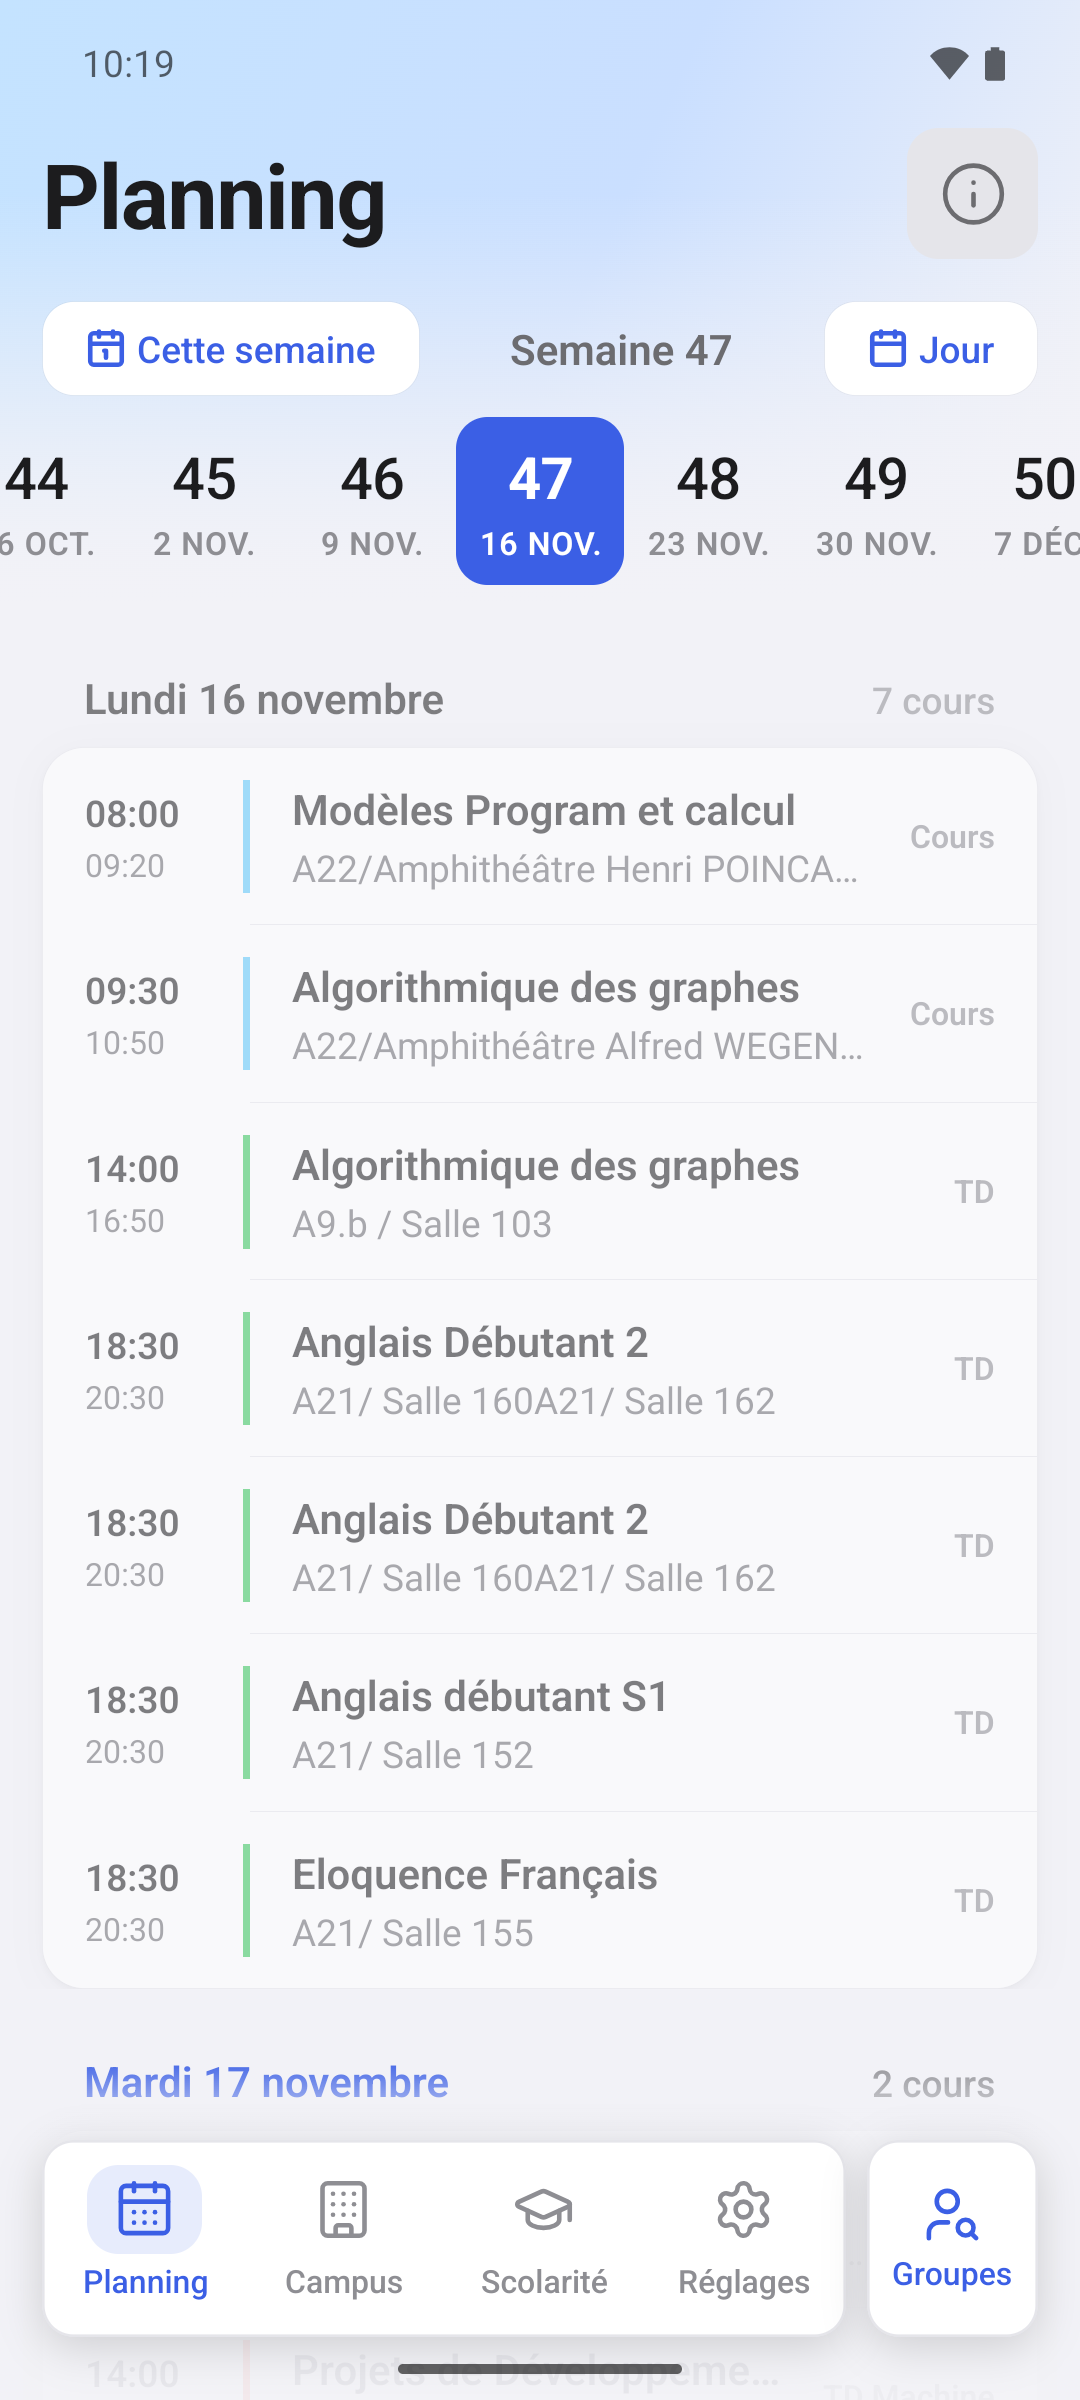 10:19
Planning
Cette semaine
Semaine 47
Jour
44 45 46 47 48 49 50
6 OCT. 2 NOV. 9 NOV. 16 NOV. 23 NOV. 30 NOV. 7 DÉC
Lundi 16 novembre
7 cours
08:00
09:20
Modèles Program et calcul
A22/Amphithéâtre Henri POINCA...
Cours
09:30
10:50
Algorithmique des graphes
A22/Amphithéâtre Alfred WEGEN...
Cours
14:00
16:50
Algorithmique des graphes
A9.b / Salle 103
TD
18:30
20:30
Anglais Débutant 2
A21/ Salle 160A21/ Salle 162
TD
18:30
20:30
Anglais Débutant 2
A21/ Salle 160A21/ Salle 162
TD
18:30
20:30
Anglais débutant S1
A21/ Salle 152
TD
18:30
20:30
Eloquence Français
A21/ Salle 155
TD
Mardi 17 novembre
2 cours
Planning
Campus
Scolarité
Réglages
Groupes
14:00
Projets de Développeme...
TD Machine